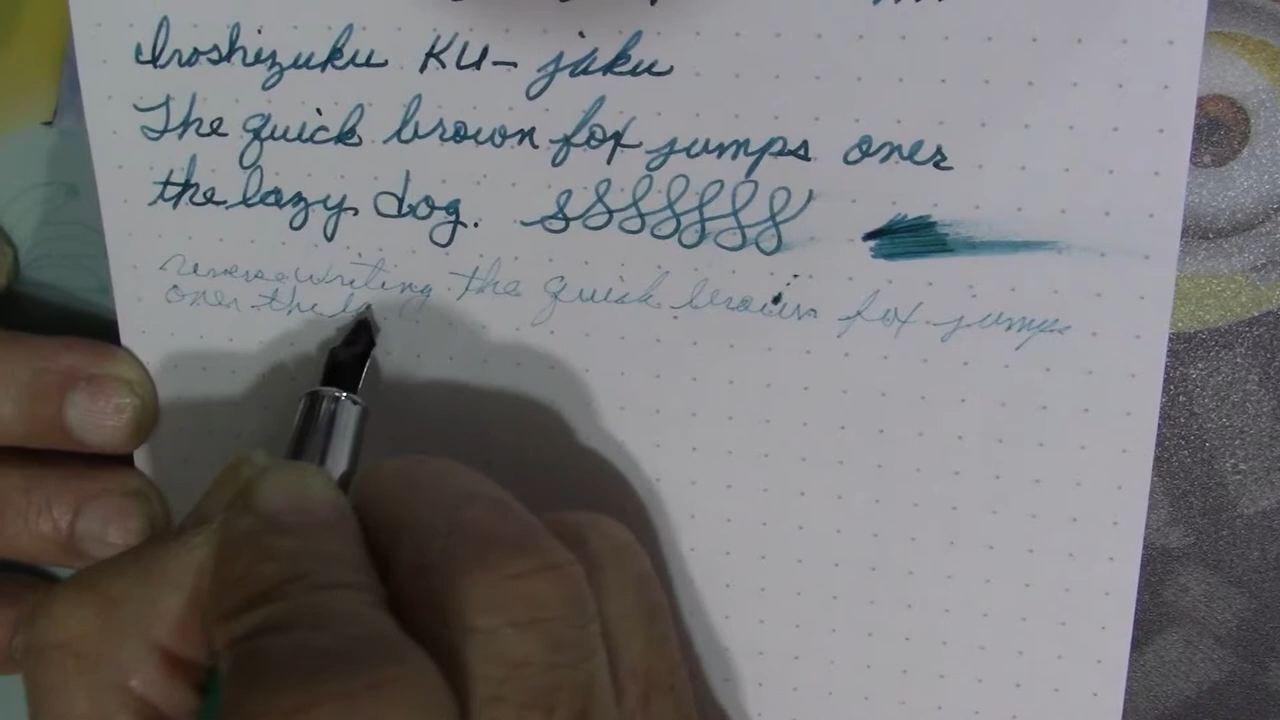 Iroshizuku KU-jaku
The quick brown fox jumps over
the lazy dog. sssssss
reverse writing the quick brown fox jumps
over the